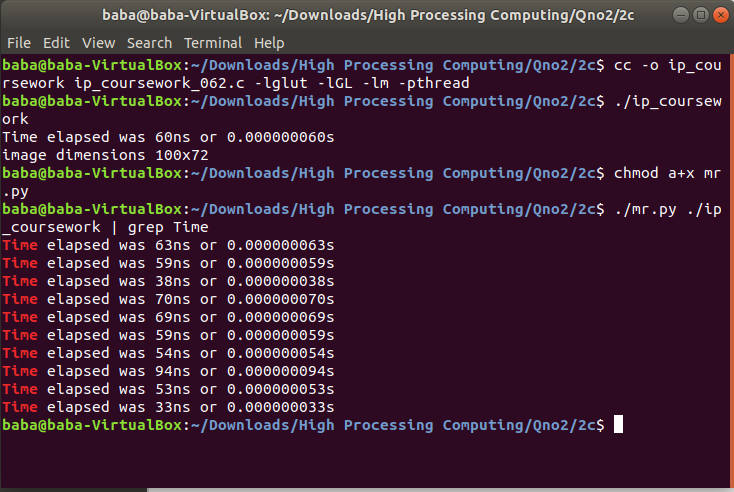 baba@baba-VirtualBox: ~/Downloads/High Processing Computing/Qno2/2c
File Edit View Search Terminal Help
baba@baba-VirtualBox:~/Downloads/High Processing Computing/Qno2/2c$ cc -o ip_cou
rsework ip_coursework_062.c -lglut -lGL -lm -pthread
baba@baba-VirtualBox:~/Downloads/High Processing Computing/Qno2/2c$ ./ip_coursew
ork
Time elapsed was 60ns or 0.000000060s
image dimensions 100x72
baba@baba-VirtualBox:~/Downloads/High Processing Computing/Qno2/2c$ chmod a+x mr
.py
baba@baba-VirtualBox:~/Downloads/High Processing Computing/Qno2/2c$ ./mr.py ./ip
_coursework | grep Time
Time elapsed was 63ns or 0.000000063s
Time elapsed was 59ns or 0.000000059s
Time elapsed was 38ns or 0.000000038s
Time elapsed was 70ns or 0.000000070s
Time elapsed was 69ns or 0.000000069s
Time elapsed was 59ns or 0.000000059s
Time elapsed was 54ns or 0.000000054s
Time elapsed was 94ns or 0.000000094s
Time elapsed was 53ns or 0.000000053s
Time elapsed was 33ns or 0.000000033s
baba@baba-VirtualBox:~/Downloads/High Processing Computing/Qno2/2c$